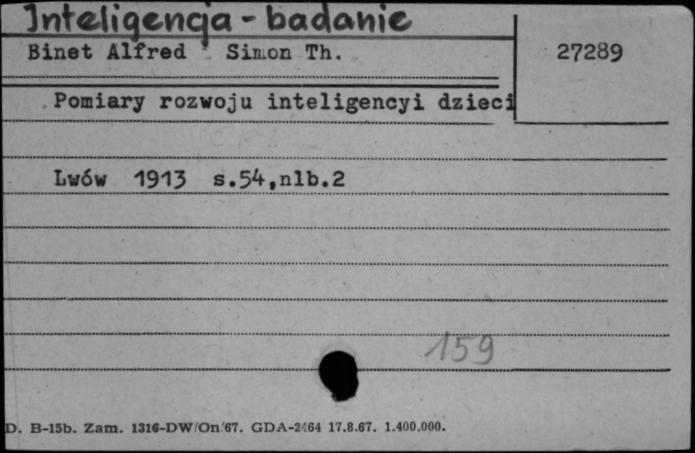 Inteligencja - badanie
Binet Alfred Simon Th. 27289
Pomiary rozwoju inteligencyi dzieci
Lwów 1913 s.54,nlb.2
159
D. B-15b. Zam. 1316-DW/On/67. GDA-2464 17.8.67. 1.400.000.